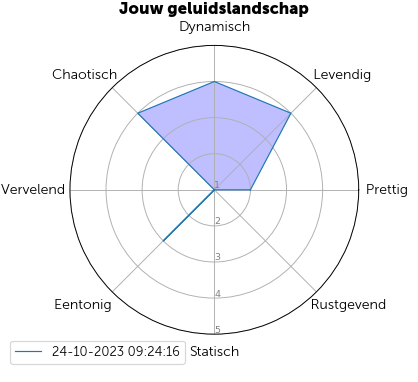 Jouw geluidslandschap
Dynamisch
Chaotisch
Levendig
Vervelend
1
Prettig
2
3
4
Eentonig
Rustgevend
5
24-10-2023 09:24:16
Statisch